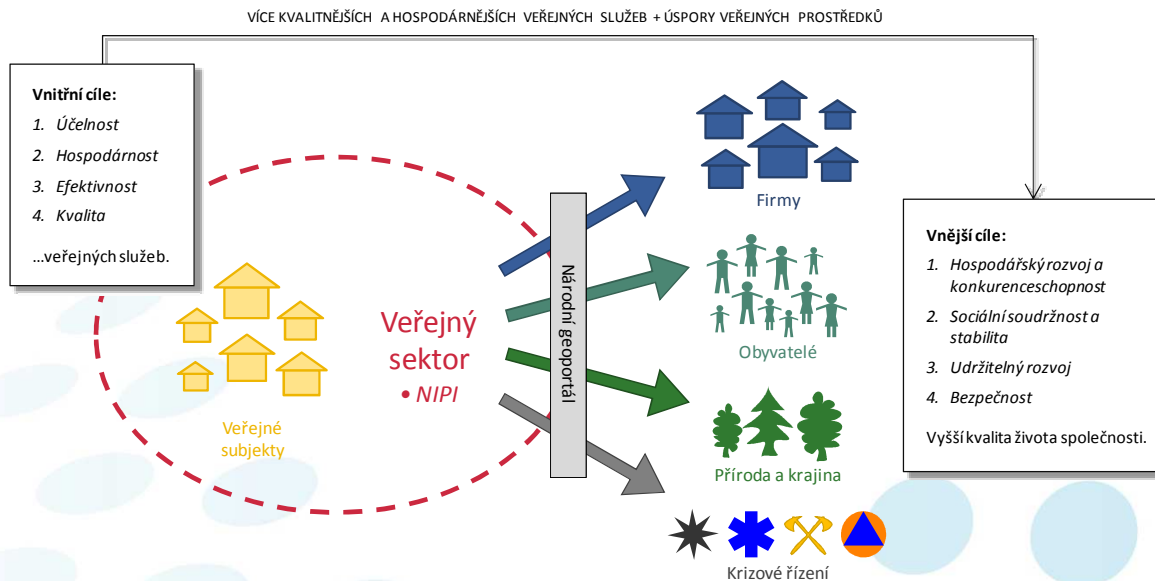 VÍCE KVALITNĚJŠÍCH A HOSPODÁRNĚJŠÍCH VEŘEJNÝCH SLUŽEB + ÚSPORY VEŘEJNÝCH PROSTŘEDKŮ
Vnitřní cíle:
1. Účelnost
2. Hospodárnost
3. Efektivnost
4. Kvalita
...veřejných služeb.
Veřejné
subjekty
Veřejný
sektor
• NIPI
Národní geoportál
Firmy
Obyvatelé
Příroda a krajina
Krizové řízení
Vnější cíle:
1. Hospodářský rozvoj a
konkurenceschopnost
2. Sociální soudržnost a
stabilita
3. Udržitelný rozvoj
4. Bezpečnost
Vyšší kvalita života společnosti.